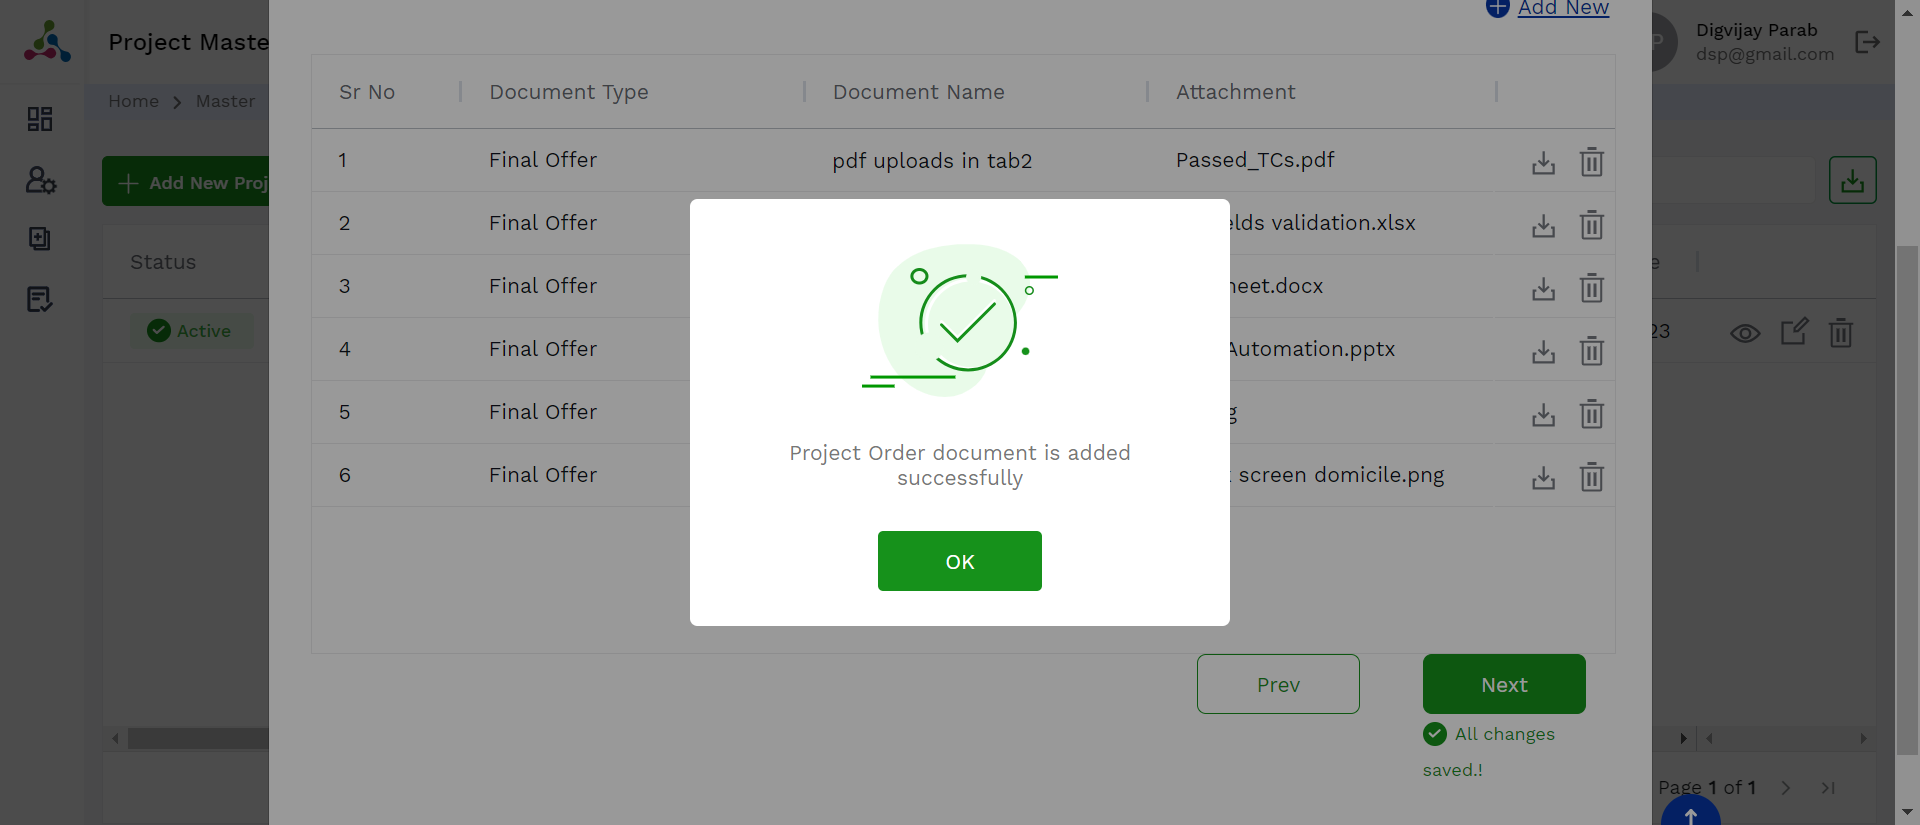 Add New
Project Maste
Digvijay Parab
dsp@gmail.com
Home
Master
Sr No
Document Type
Document Name
Attachment
1
Final Offer
pdf uploads in tab2
Passed_TCs.pdf
Add New Proj
2
Final Offer
elds validation.xlsx
Status
e
3
Final Offer
neet.docx
Active
23
4
Final Offer
Automation.pptx
5
Final Offer
g
Project Order document is added
successfully
6
Final Offer
screen domicile.png
OK
Prev
Next
All changes
saved.!
Page 1 of 1